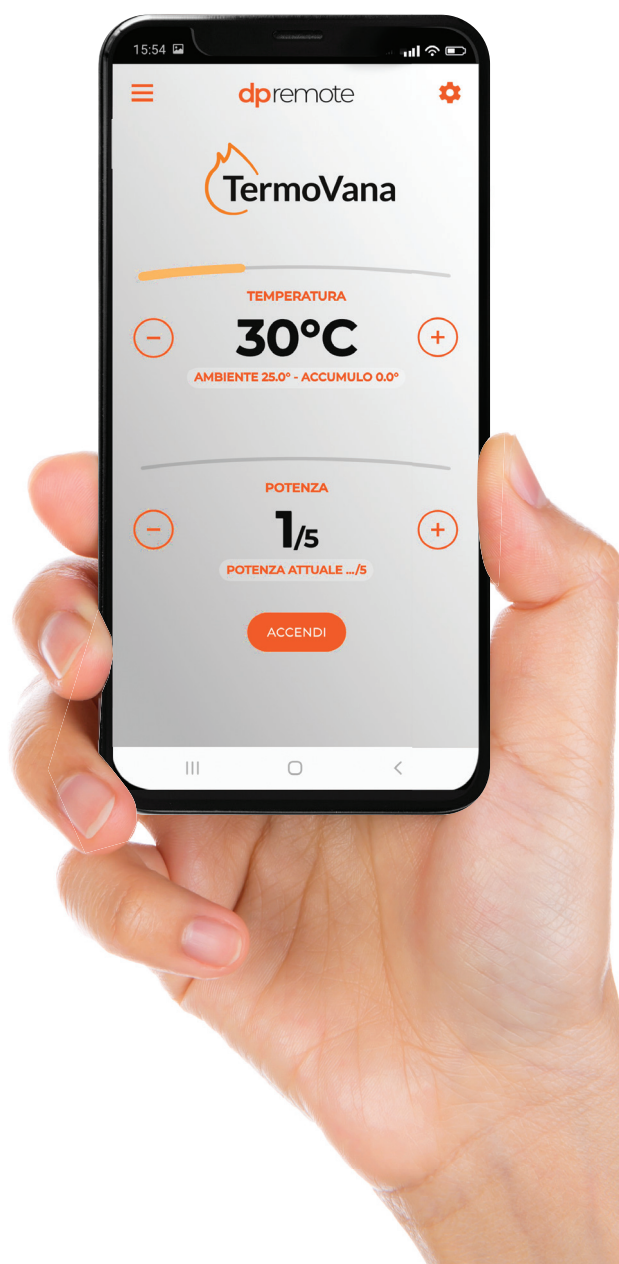 15:54
dpremote
TermoVana
TEMPERATURA
30°C
AMBIENTE 25.0° - ACCUMULO 0.0°
POTENZA
1/5
POTENZA ATTUALE .../5
ACCENDI